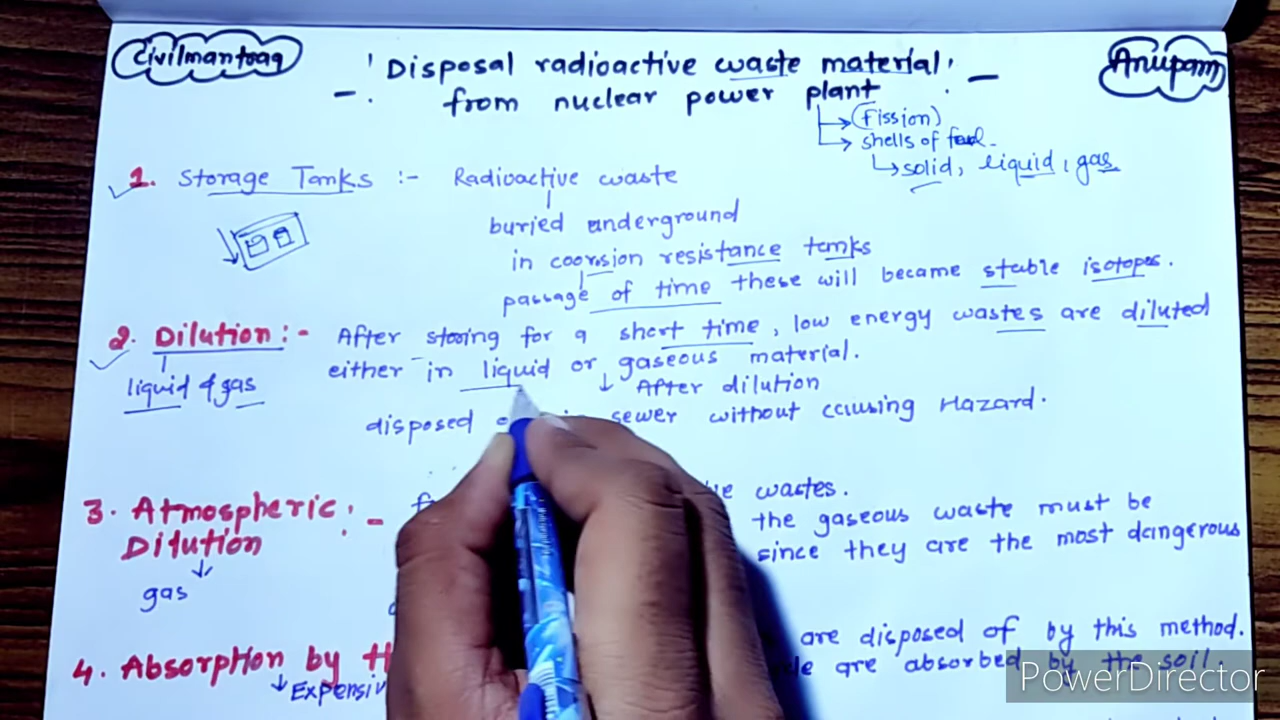 Civilmantraa
'Disposal radioactive waste material'
from nuclear power plant
Anupam
(Fission)
shells of fuel.
solid, liquid, gas
1. Storage Tanks :- Radioactive waste
buried underground
in coorosion resistance tanks
passage of time these will became stable isotopes.
2. Dilution :- After storing for a short time, low energy wastes are diluted
liquid & gas
either in liquid or gaseous material.
After dilution
disposed sewer without causing Hazard.
3. Atmospheric :- wastes.
Dilution
the gaseous waste must be
since they are the most dangerous
gas
are disposed of by this method.
4. Absorption by are absorbed by the soil.
PowerDirector